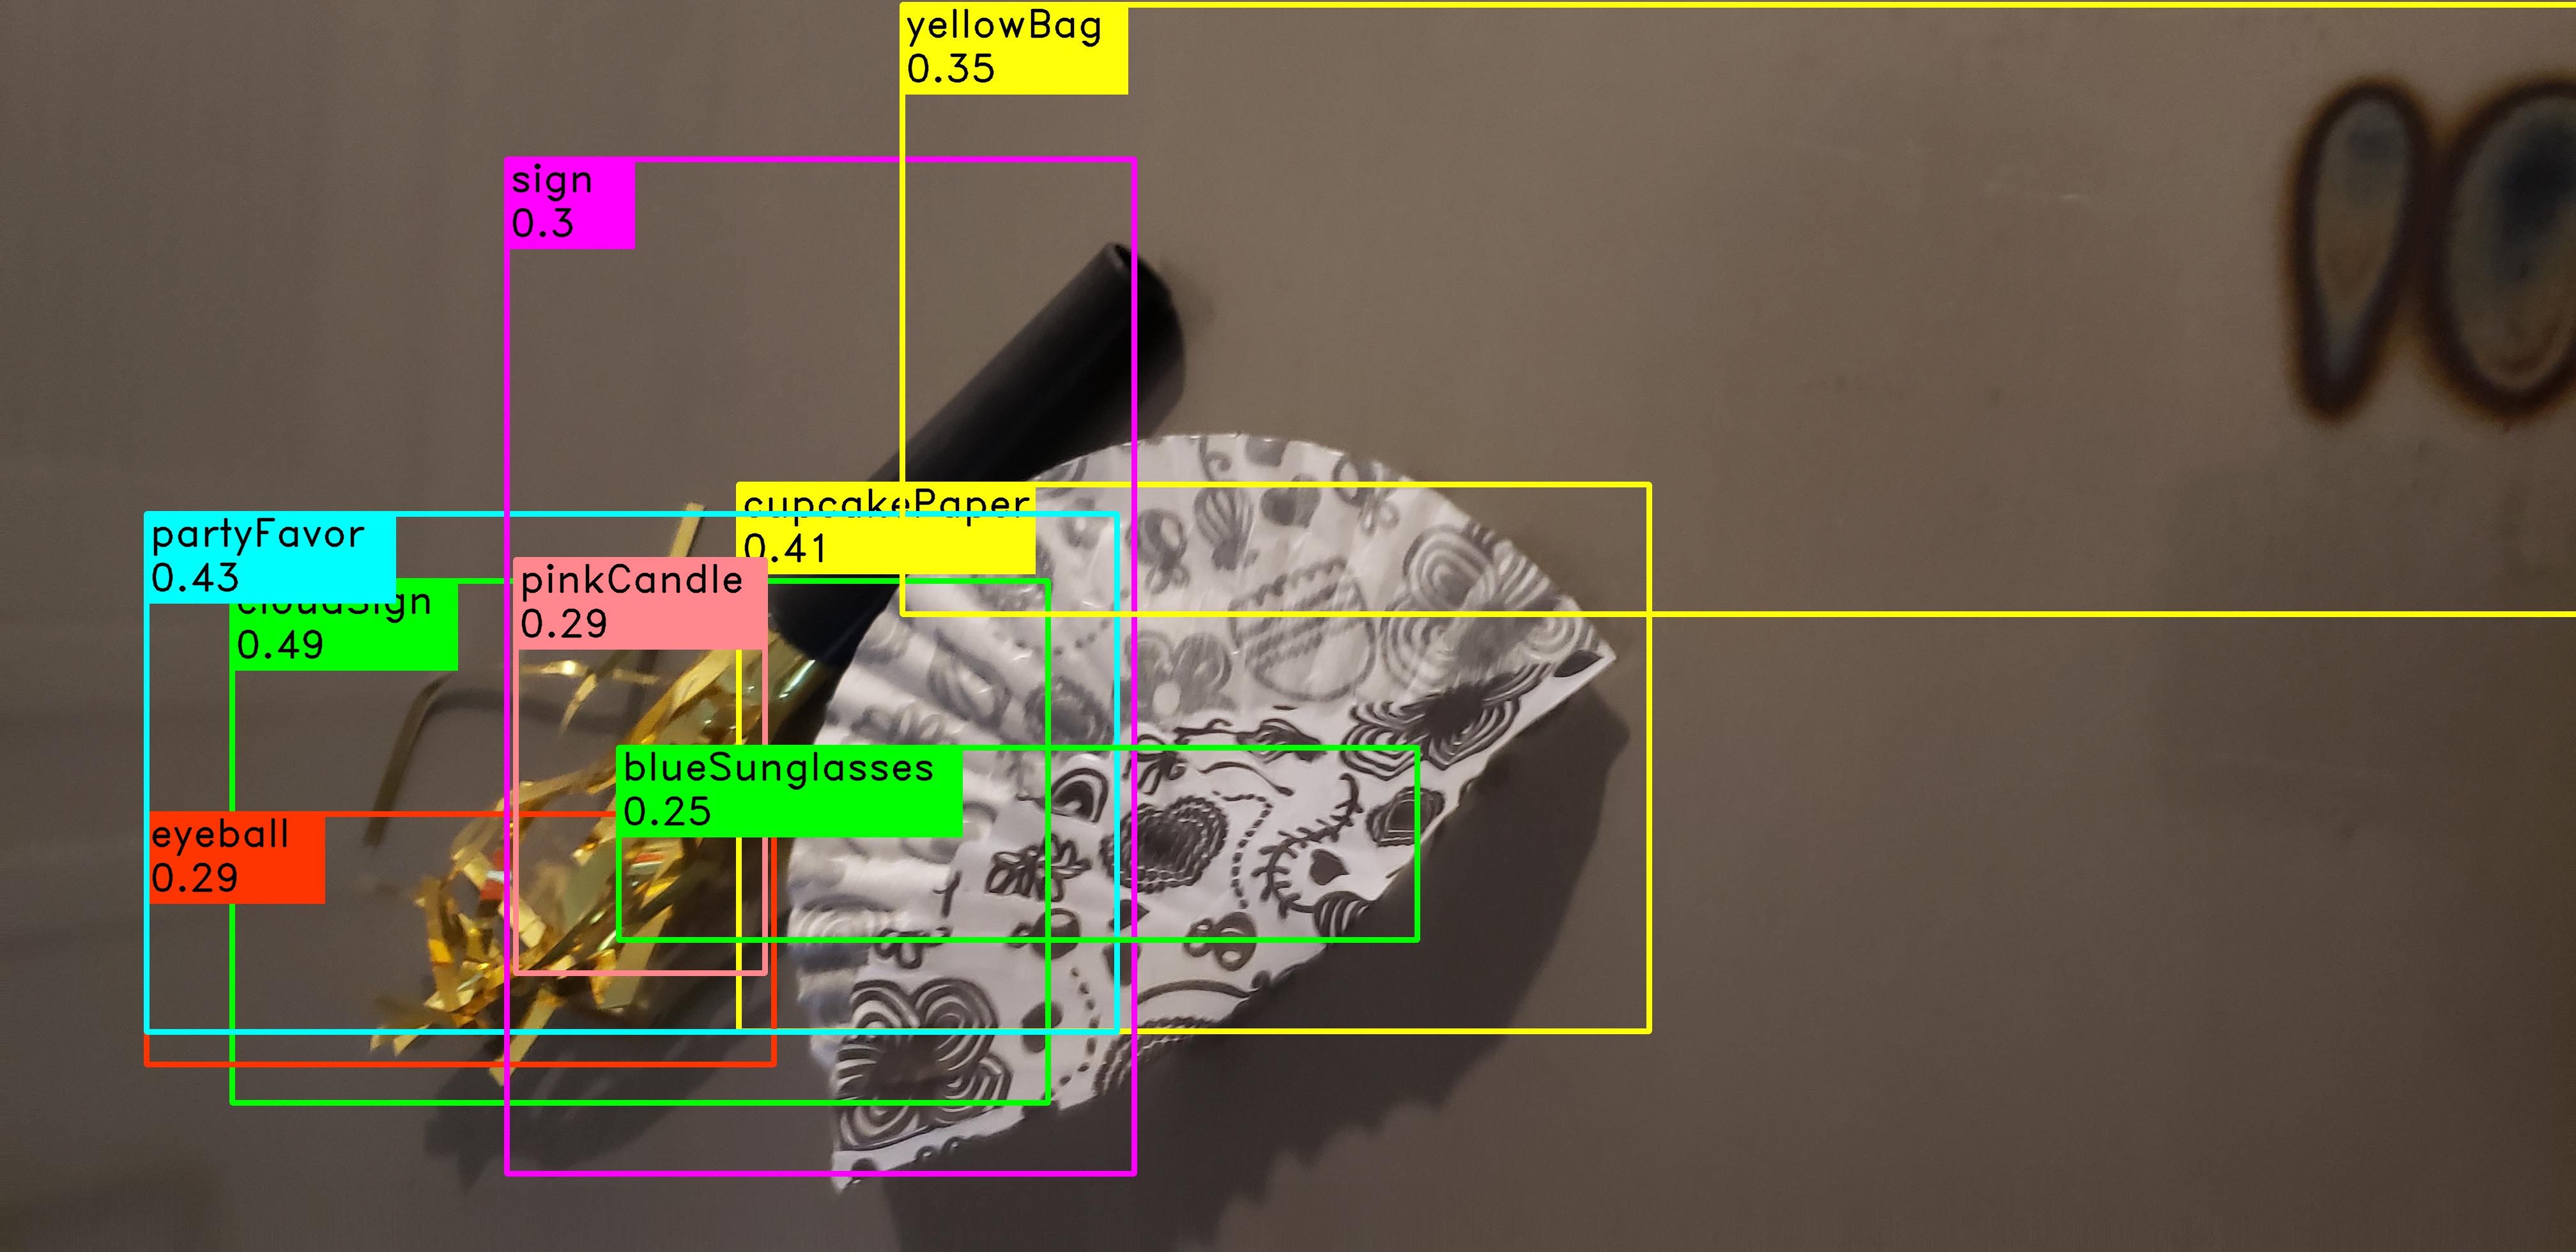 yellowBag
0.35
sign
0.3
cupcakePaper
0.41
partyFavor
0.43
pinkCandle
0.29
cloudSign
0.49
blueSunglasses
0.25
eyeball
0.29